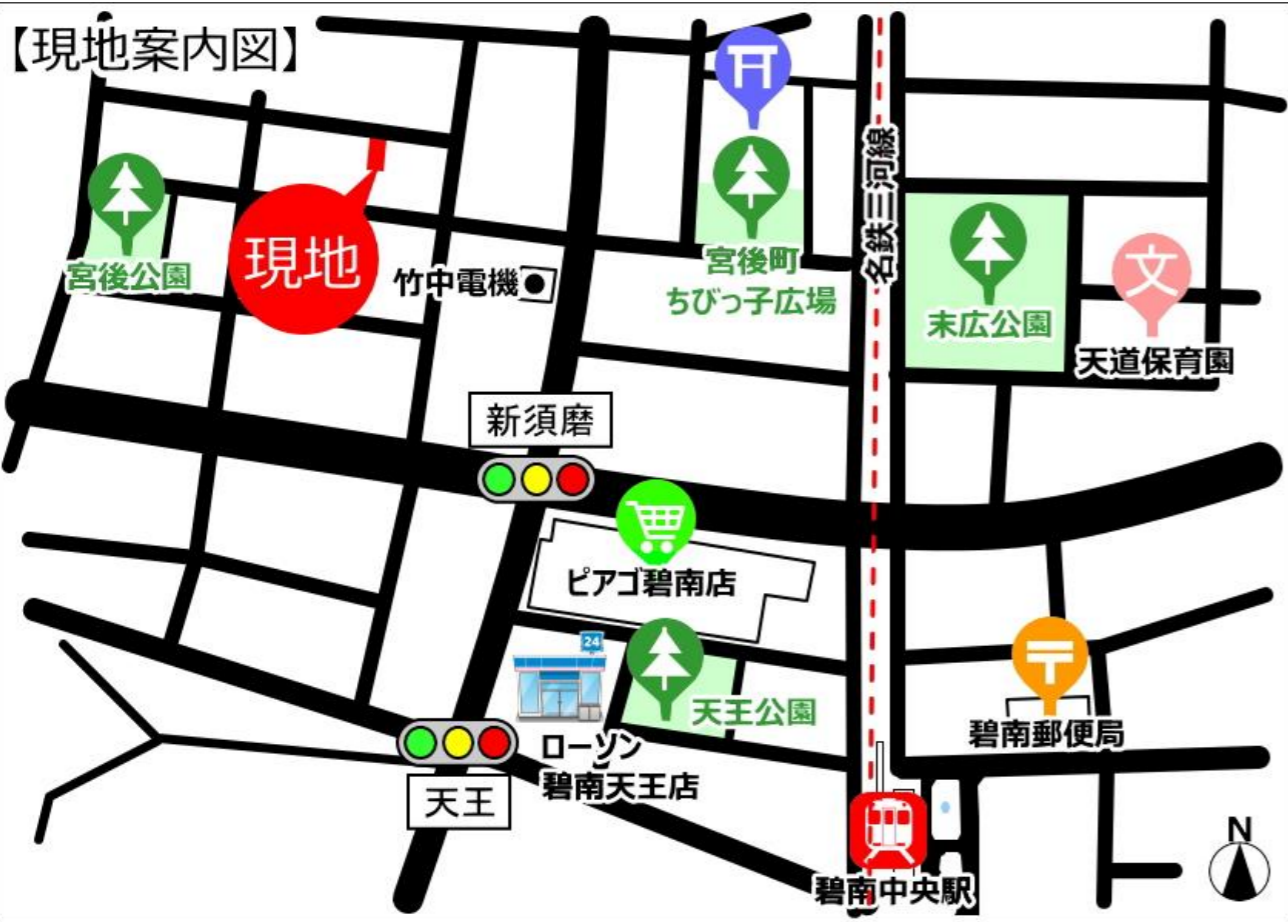 【現地案内図】
名鉄三河線
宮後公園
現地
竹中電機
宮後町
ちびっ子広場
末広公園
文
天道保育園
新須磨
ピアゴ碧南店
24
ローソン
碧南天王店
天王公園
〒
碧南郵便局
天王
碧南中央駅
N